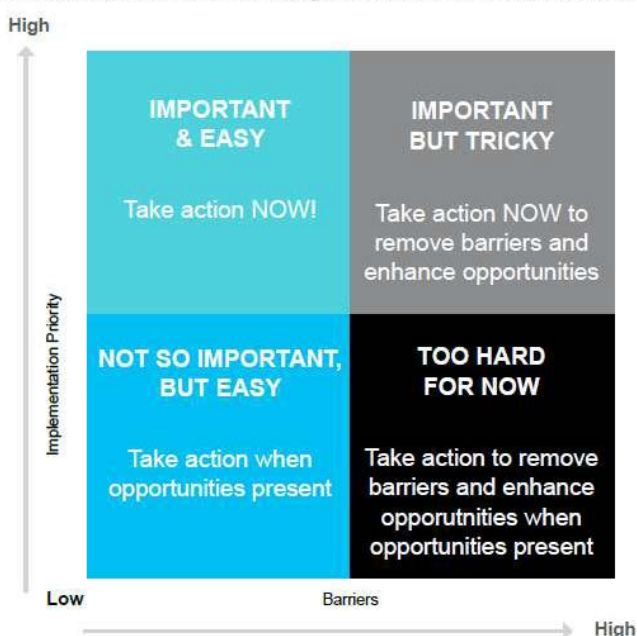 High
IMPORTANT
& EASY
Take action NOW!
IMPORTANT
BUT TRICKY
Take action NOW to
remove barriers and
enhance opportunities
Implementation Priority
NOT SO IMPORTANT,
BUT EASY
Take action when
opportunities present
TOO HARD
FOR NOW
Take action to remove
barriers and enhance
opporutnities when
opportunities present
Low
Barriers
High